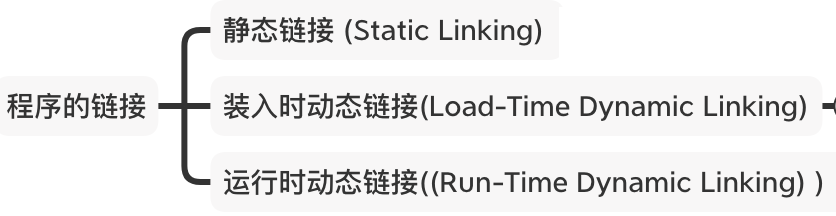 静态链接 (Static Linking)
程序的链接
装入时动态链接(Load-Time Dynamic Linking)
运行时动态链接((Run-Time Dynamic Linking) )